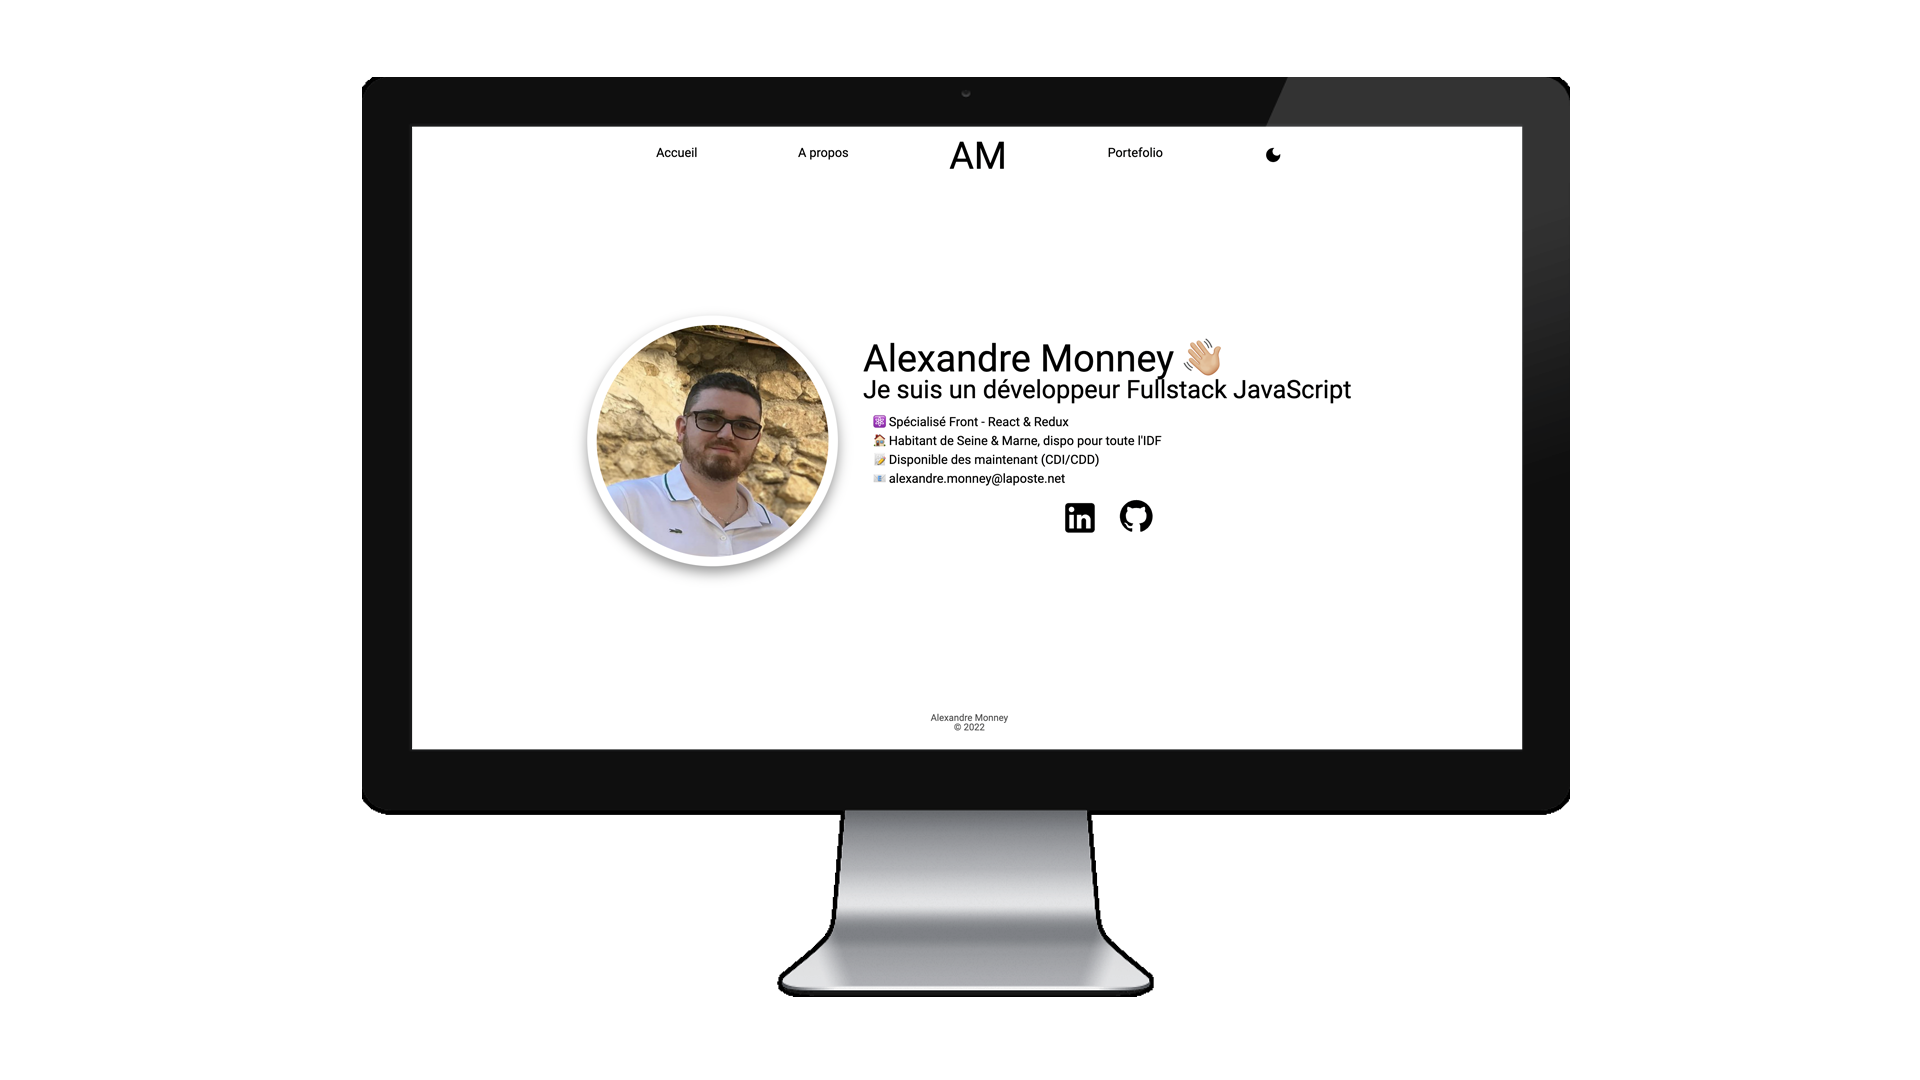 Accueil
A propos
AM
Portefolio
Alexandre Monney 👋🏼
Je suis un développeur Fullstack JavaScript
⚛️ Spécialisé Front - React & Redux
🏠 Habitant de Seine & Marne, dispo pour toute l'IDF
📝 Disponible des maintenant (CDI/CDD)
📧 alexandre.monney@laposte.net
in
Alexandre Monney
© 2022